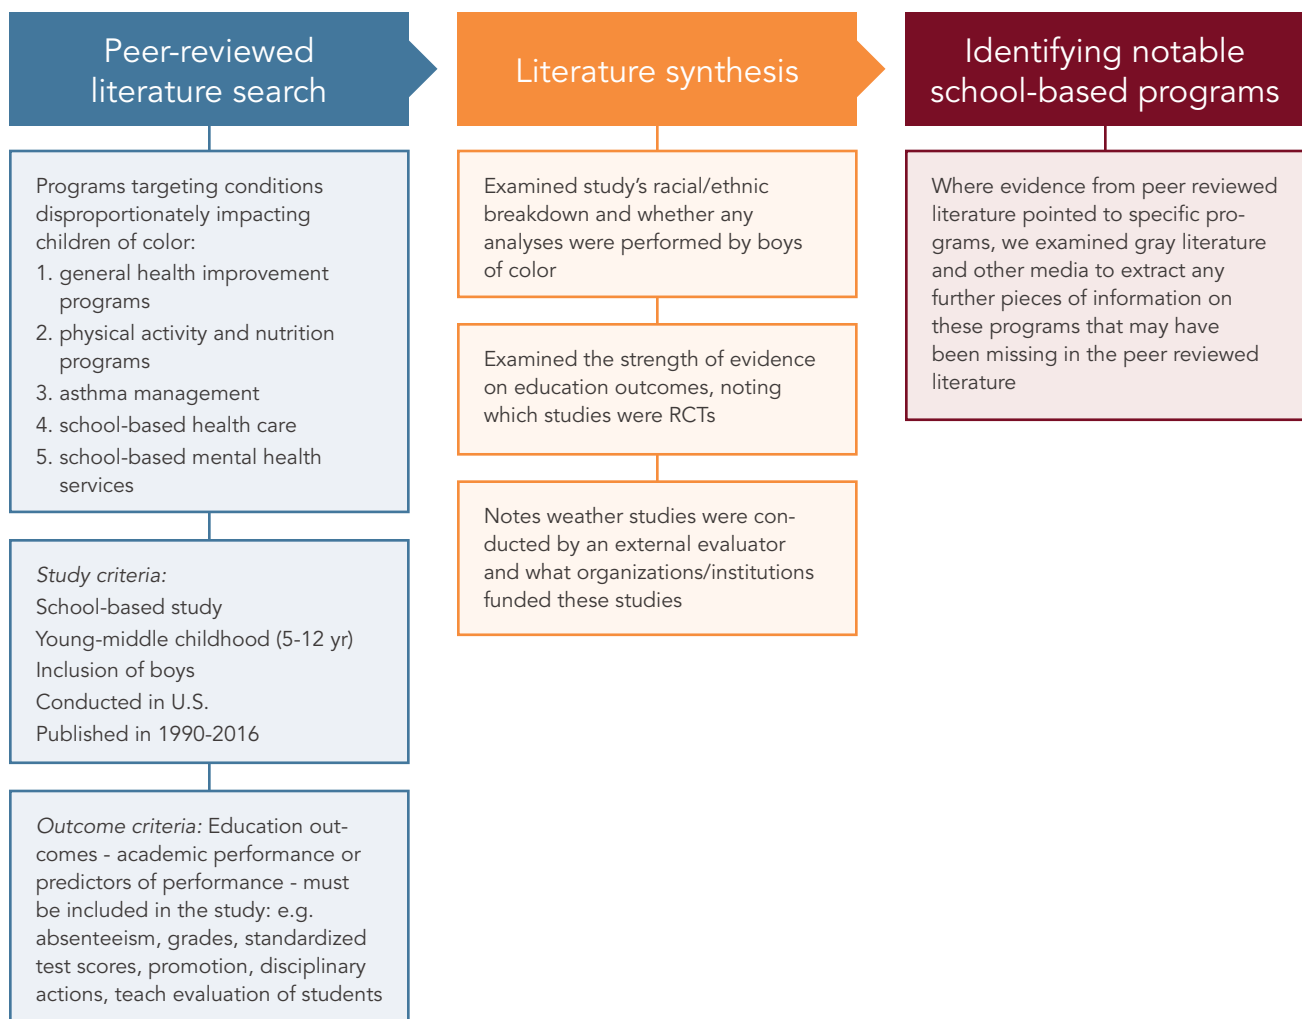 Peer-reviewed
literature search
Programs targeting conditions
disproportionately impacting
children of color:
1. general health improvement
programs
2. physical activity and nutrition
programs
3. asthma management
4. school-based health care
5. school-based mental health
services
Study criteria:
School-based study
Young-middle childhood (5-12 yr)
Inclusion of boys
Conducted in U.S.
Published in 1990-2016
Outcome criteria: Education out-
comes - academic performance or
predictors of performance - must
be included in the study: e.g.
absenteeism, grades, standardized
test scores, promotion, disciplinary
actions, teach evaluation of students
Literature synthesis
Examined study’s racial/ethnic
breakdown and whether any
analyses were performed by boys
of color
Examined the strength of evidence
on education outcomes, noting
which studies were RCTs
Notes weather studies were con-
ducted by an external evaluator
and what organizations/institutions
funded these studies
Identifying notable
school-based programs
Where evidence from peer reviewed
literature pointed to specific pro-
grams, we examined gray literature
and other media to extract any
further pieces of information on
these programs that may have
been missing in the peer reviewed
literature